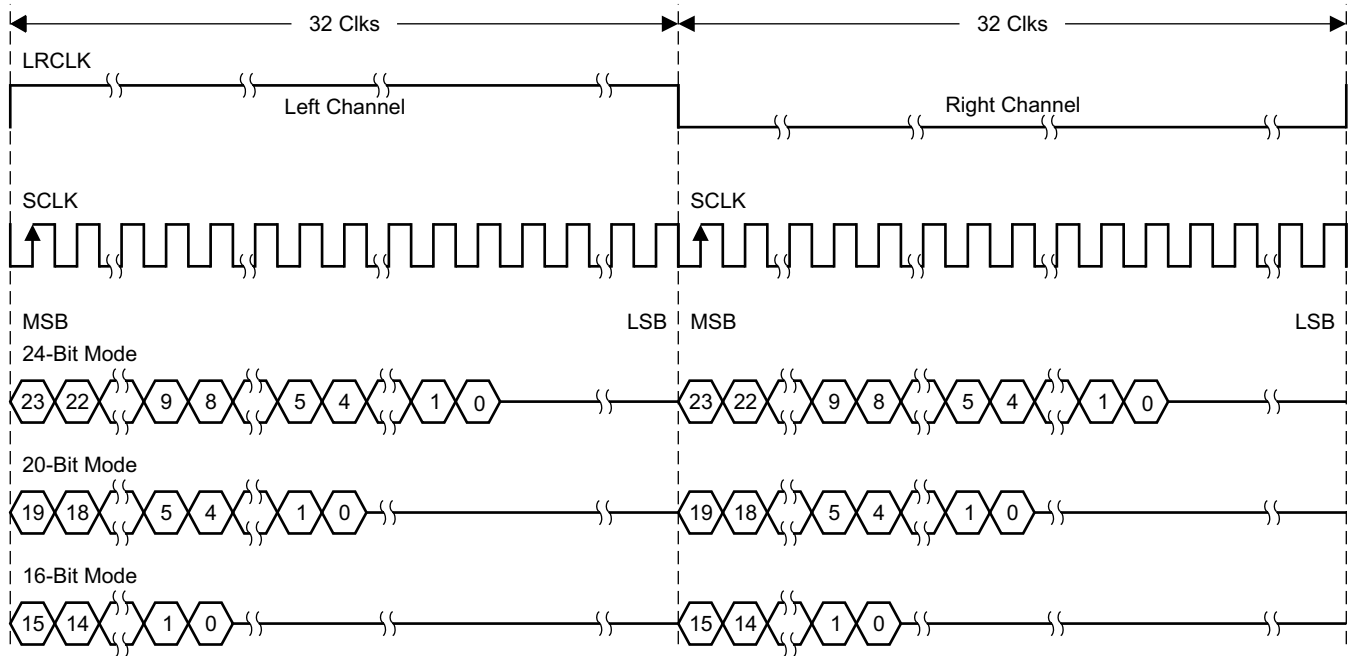 32 Clks 32 Clks
LRCLK
Left Channel Right Channel
SCLK SCLK
MSB LSB MSB LSB
24-Bit Mode
23 22 9 8 5 4 1 0 23 22 9 8 5 4 1 0
20-Bit Mode
19 18 5 4 1 0 19 18 5 4 1 0
16-Bit Mode
15 14 1 0 15 14 1 0